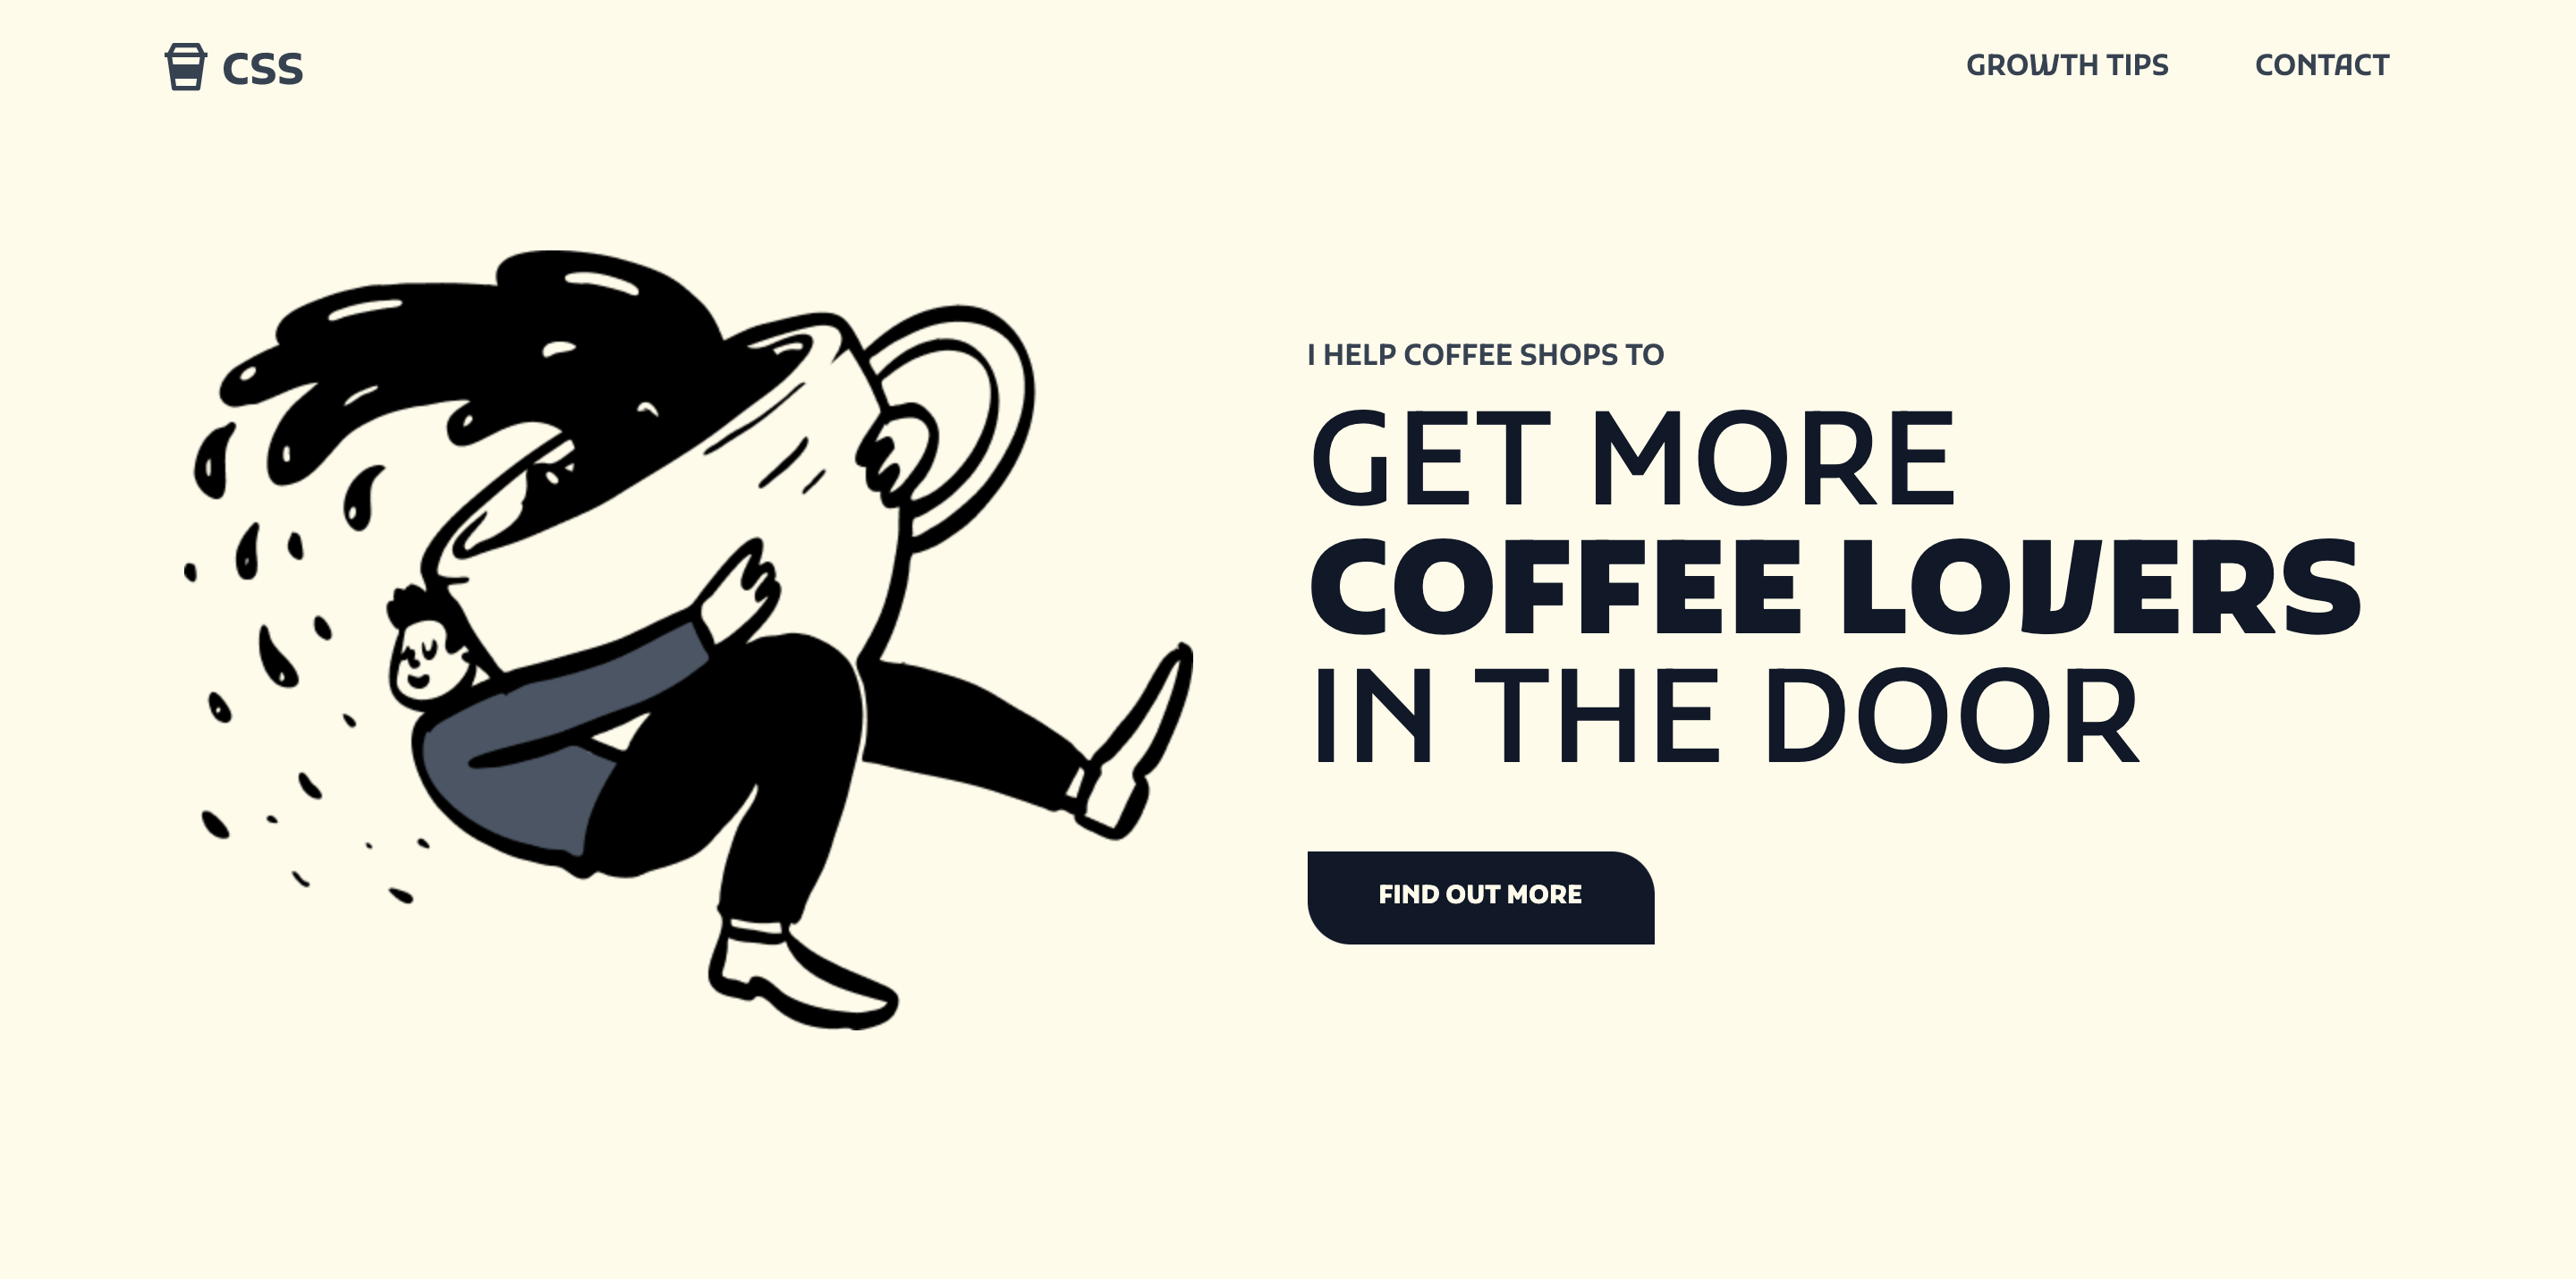 CSS
GROWTH TIPS
CONTACT
I HELP COFFEE SHOPS TO
GET MORE
COFFEE LOVERS
IN THE DOOR
FIND OUT MORE